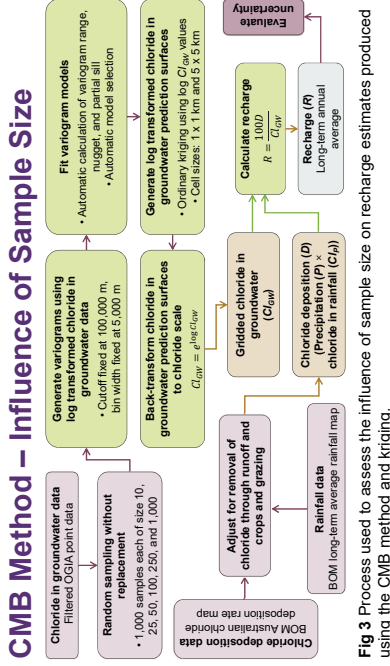 CMB Method – Influence of Sample Size
Chloride in groundwater data
Filtered OGIA point data
Random sampling without
replacement
• 1,000 samples each of size 10,
25, 50, 100, 250, and 1,000
Generate variograms using
log transformed chloride in
groundwater data
• Cutoff fixed at 100,000 m,
bin width fixed at 5,000 m
Fit variogram models
• Automatic calculation of variogram range,
nugget, and partial sill
• Automatic model selection
Generate log transformed chloride in
groundwater prediction surfaces
• Ordinary kriging using log Cl_GW values
• Cell sizes: 1 x 1 km and 5 x 5 km
Back-transform chloride in
groundwater prediction surfaces
to chloride scale
Cl_GW = e^log Cl_GW
Chloride deposition data
BOM Australian chloride
deposition rate map
Adjust for removal of
chloride through runoff and
crops and grazing
Rainfall data
BOM long-term average rainfall map
Gridded chloride in
groundwater
(Cl_GW)
Chloride deposition (D)
(Precipitation (P) ×
chloride in rainfall (C_P))
Calculate recharge
R = 100D / Cl_GW
Recharge (R)
Long-term annual
average
Evaluate
uncertainty
Fig 3 Process used to assess the influence of sample size on recharge estimates produced
using the CMB method and kriging.